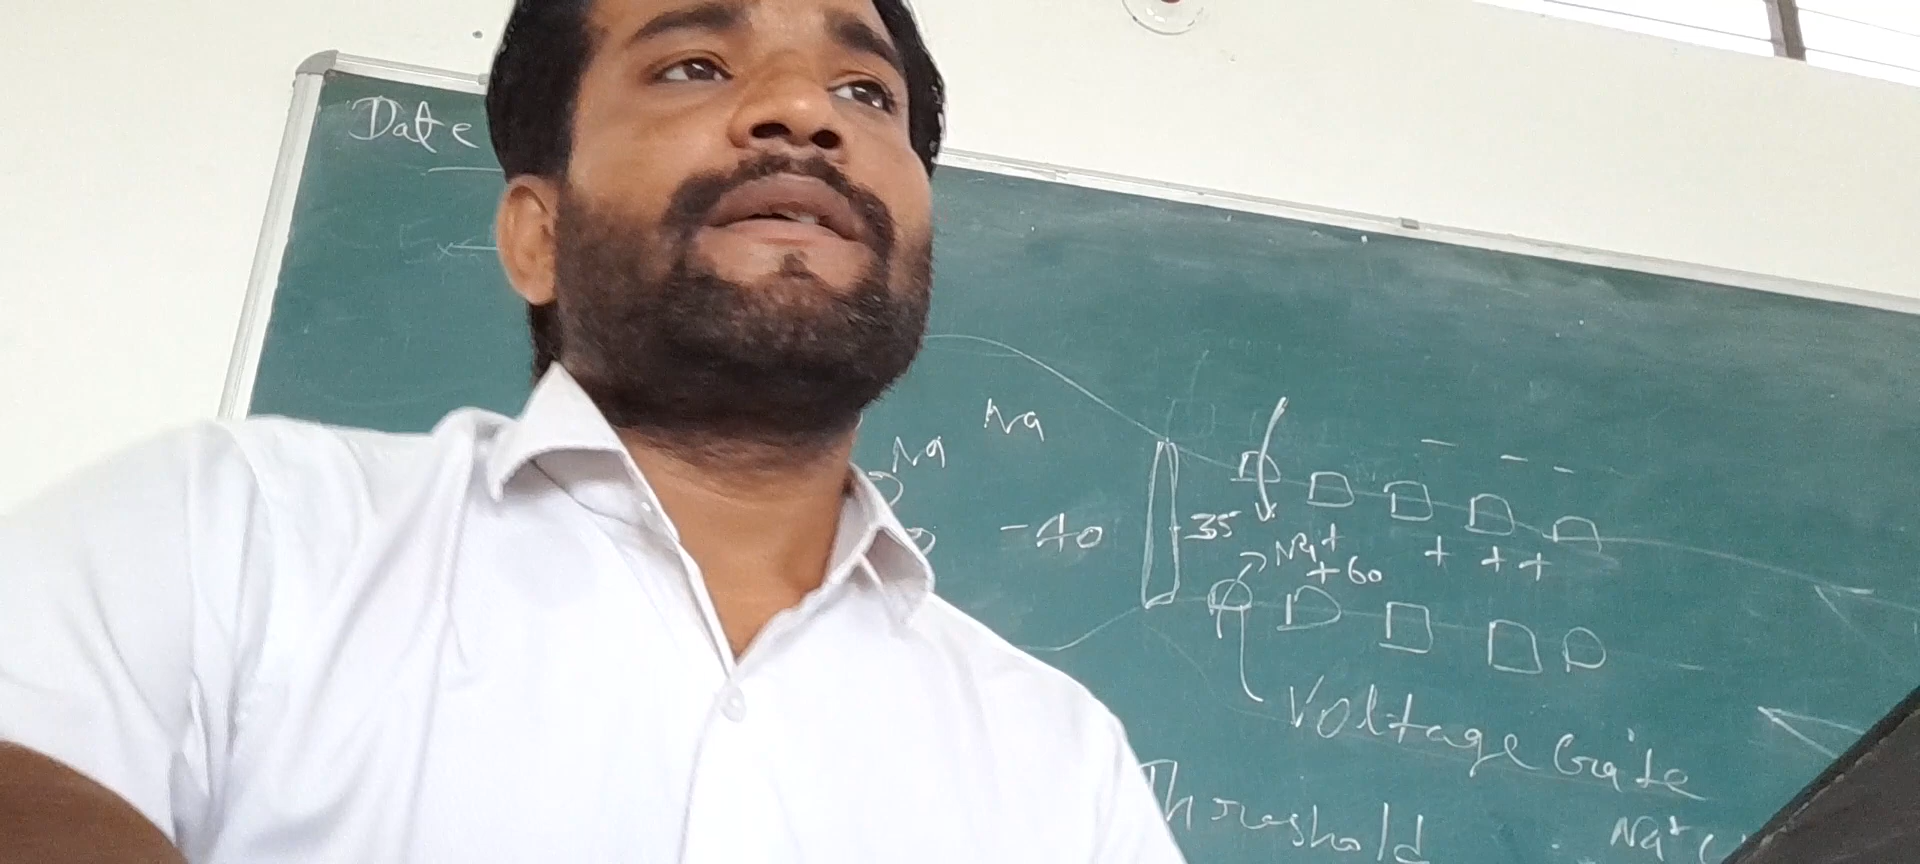 Date
Na
Na
-40
-35
Na+
+60
- - -
+ + +
Voltage Gate
Threshold
Na+